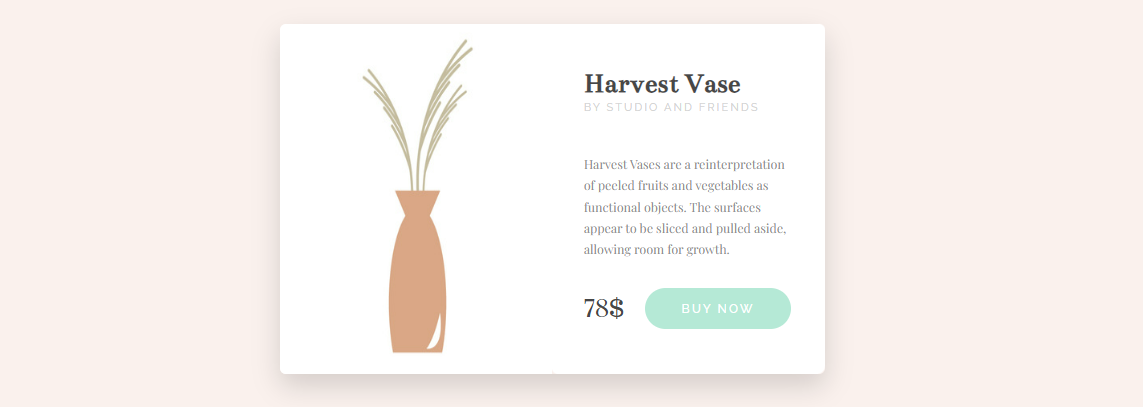 Harvest Vase
BY STUDIO AND FRIENDS
Harvest Vases are a reinterpretation
of peeled fruits and vegetables as
functional objects. The surfaces
appear to be sliced and pulled aside,
allowing room for growth.
78$
BUY NOW